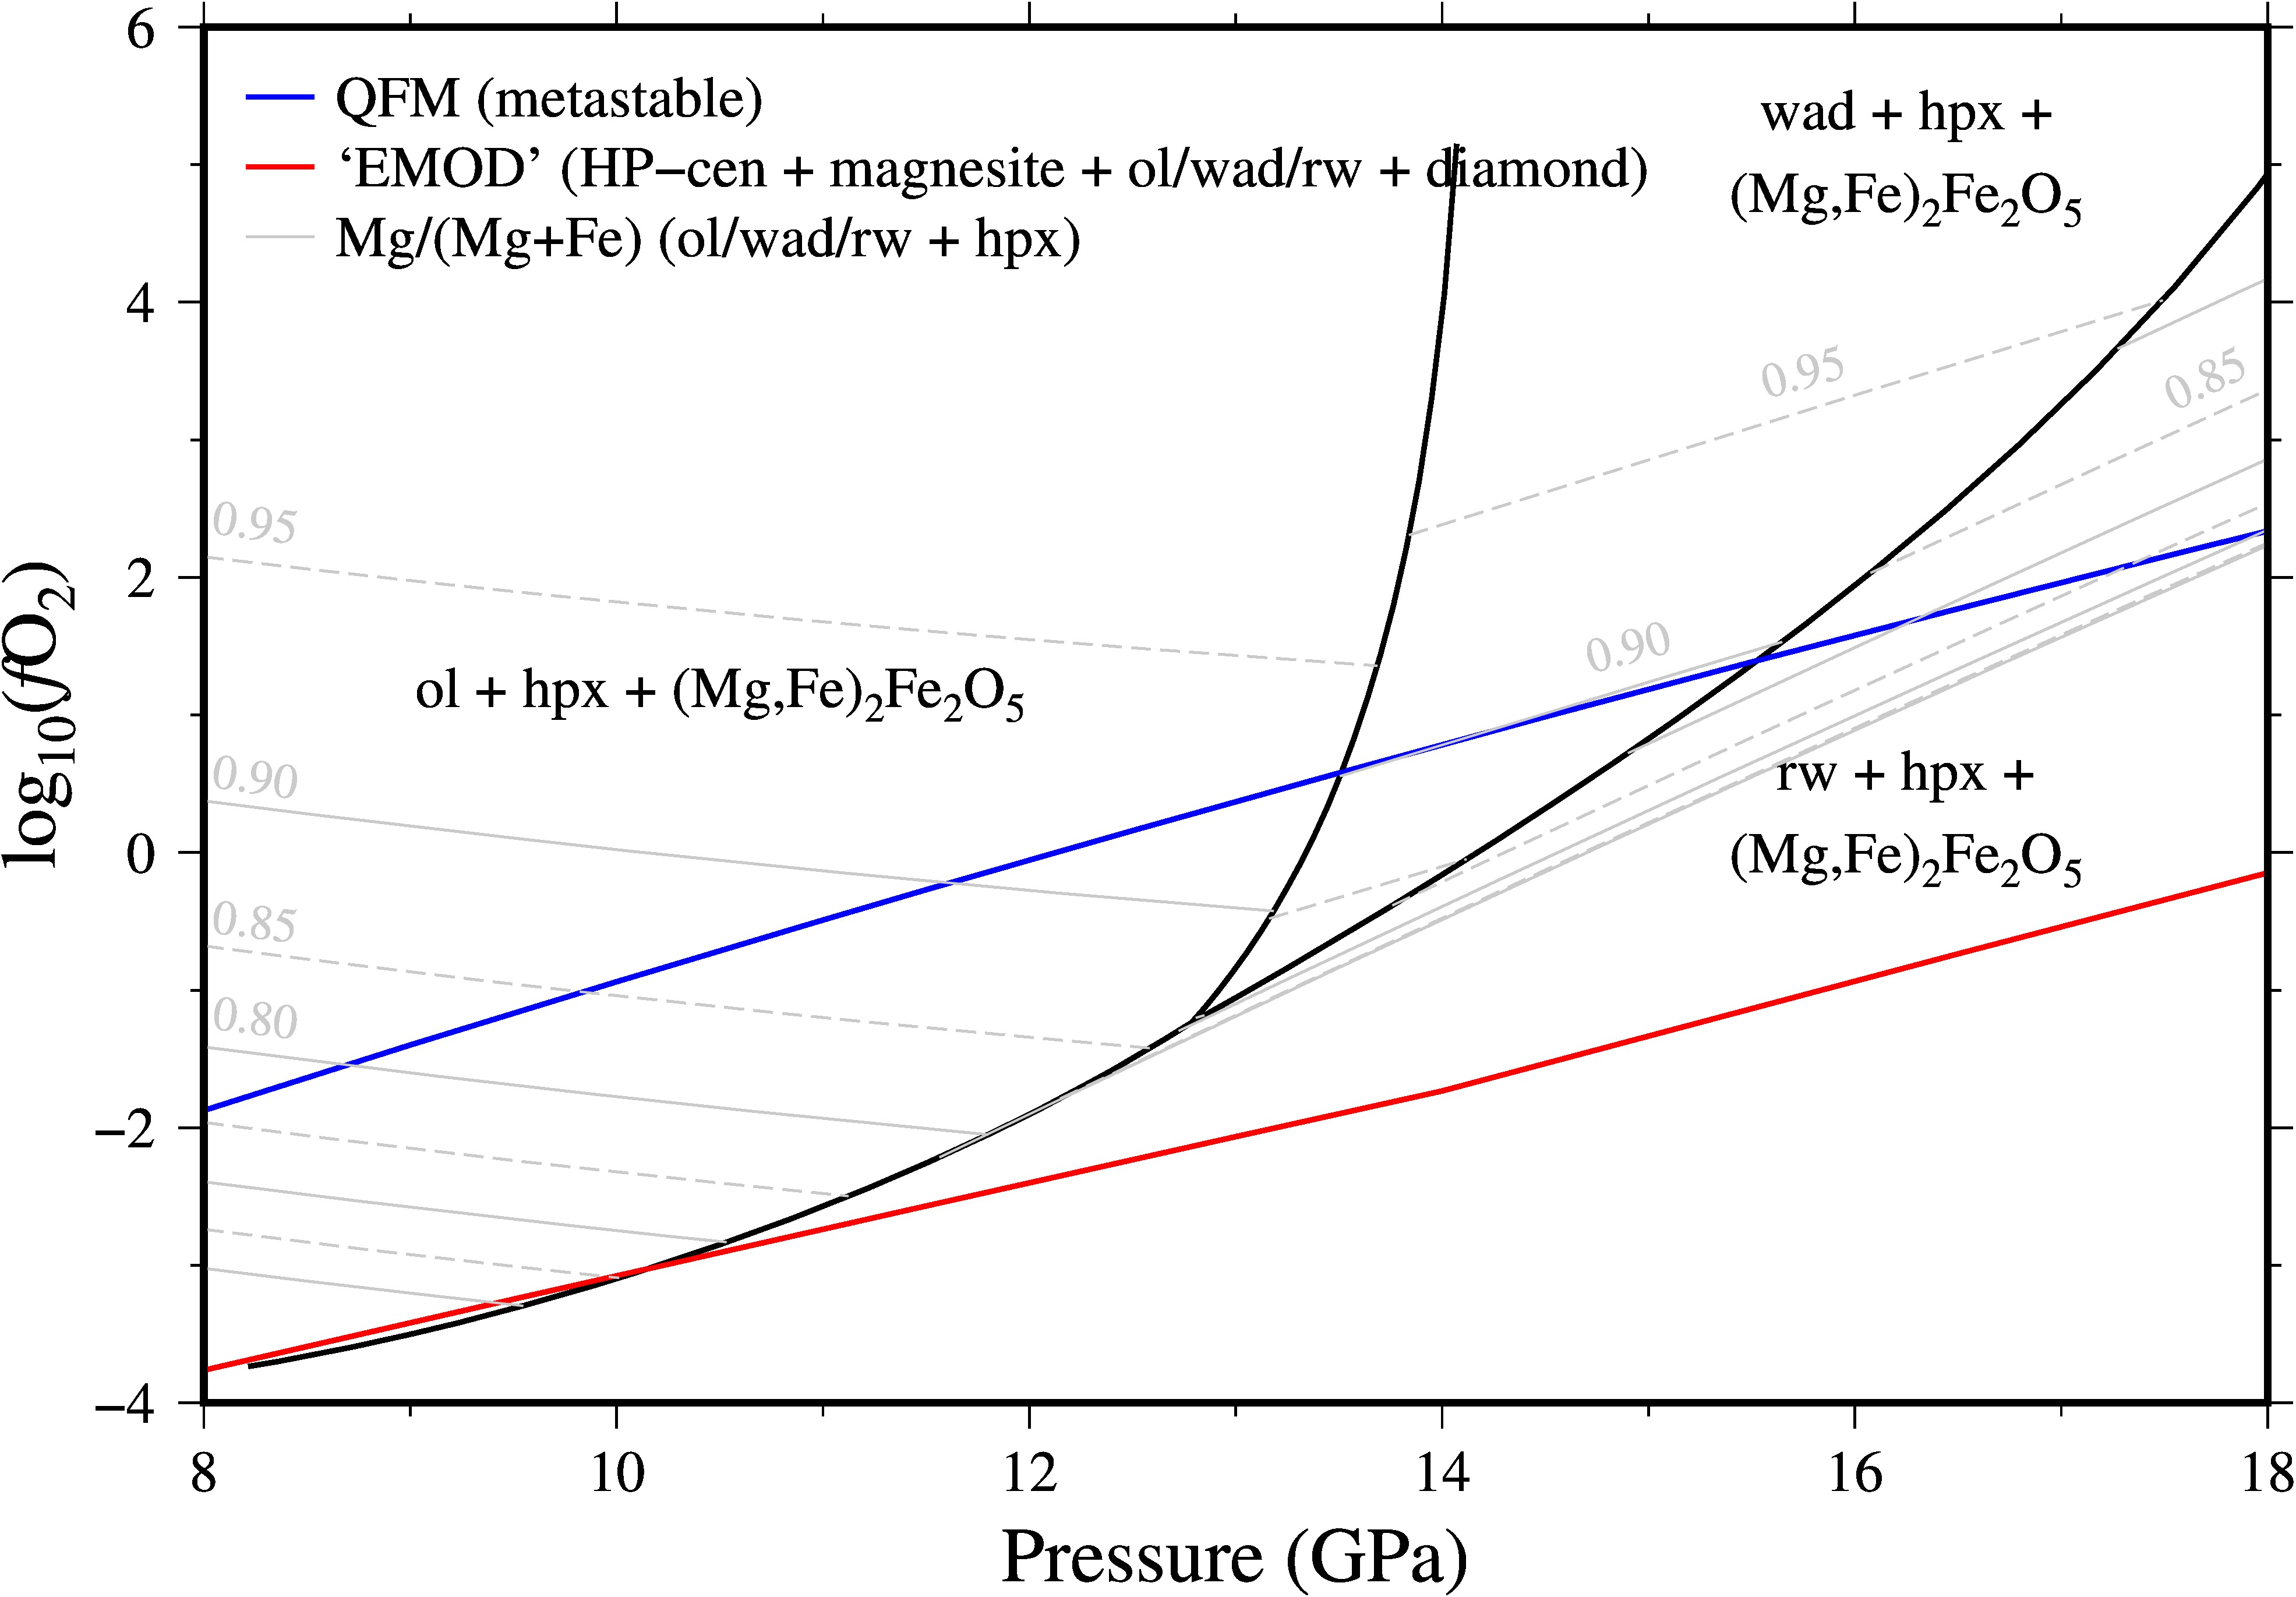 QFM (metastable)
‘EMOD’ (HP−cen + magnesite + ol/wad/rw + diamond)
Mg/(Mg+Fe) (ol/wad/rw + hpx)
wad + hpx +
(Mg,Fe)₂Fe₂O₅
ol + hpx + (Mg,Fe)₂Fe₂O₅
rw + hpx +
(Mg,Fe)₂Fe₂O₅
0.95
0.90
0.85
0.80
0.95
0.90
0.85
6
4
2
0
−2
−4
log₁₀(fO₂)
8 10 12 14 16 18
Pressure (GPa)